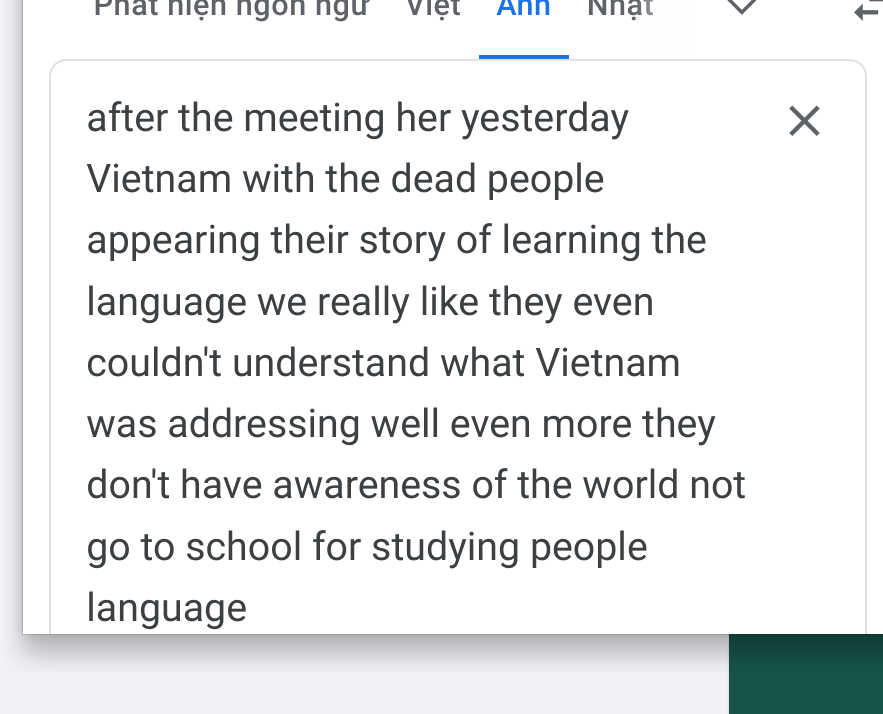 Phát hiện ngôn ngữ Việt Anh Nhật
after the meeting her yesterday
Vietnam with the dead people
appearing their story of learning the
language we really like they even
couldn't understand what Vietnam
was addressing well even more they
don't have awareness of the world not
go to school for studying people
language